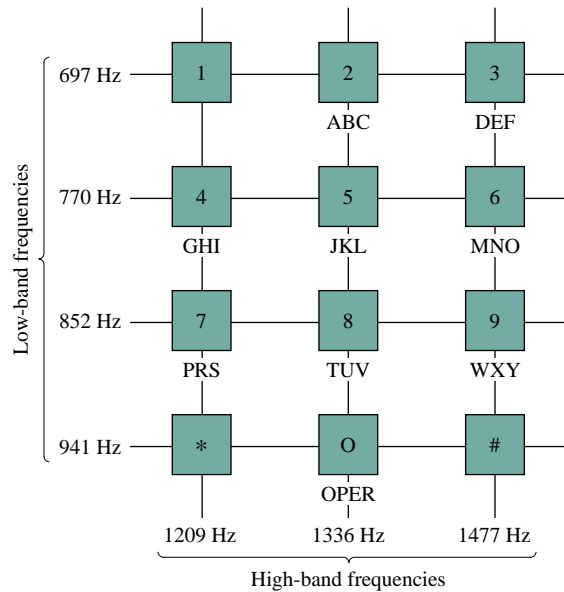 697 Hz 1 2 3
ABC DEF
770 Hz 4 5 6
GHI JKL MNO
852 Hz 7 8 9
PRS TUV WXY
941 Hz * O #
OPER
1209 Hz 1336 Hz 1477 Hz
High-band frequencies
Low-band frequencies